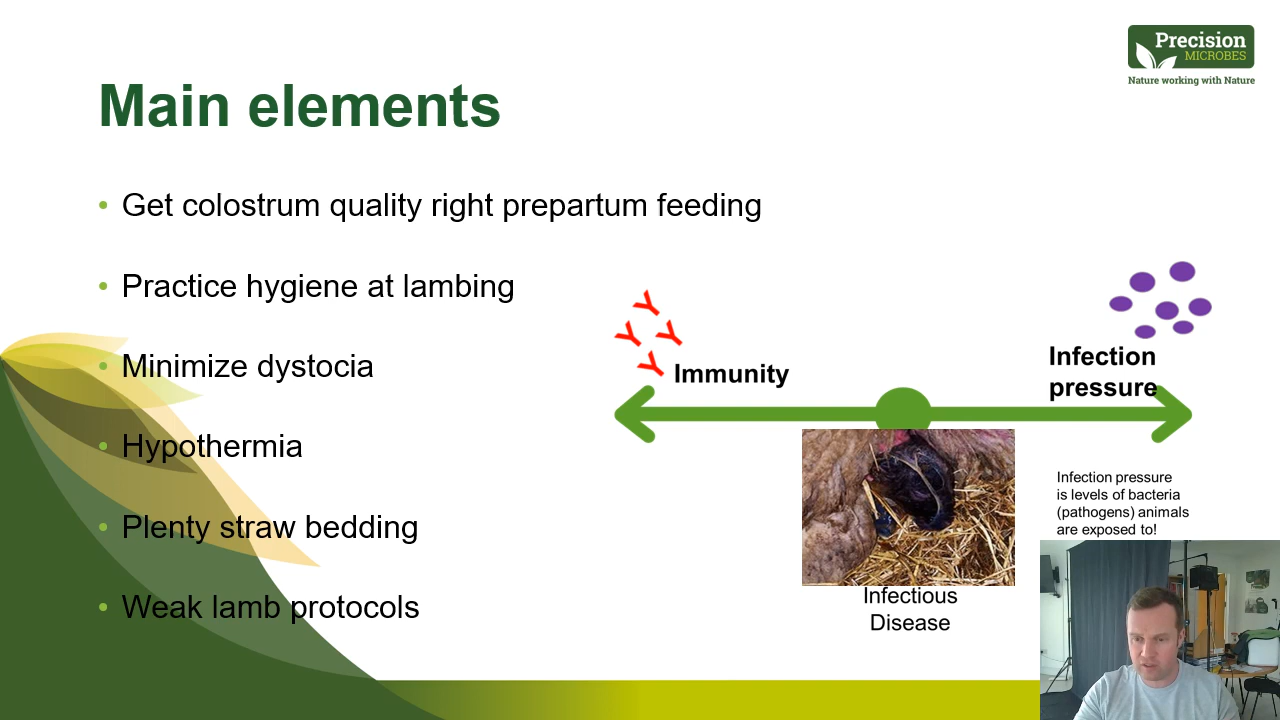 Precision
MICROBES
Nature working with Nature
Main elements
• Get colostrum quality right prepartum feeding
• Practice hygiene at lambing
• Minimize dystocia
• Hypothermia
• Plenty straw bedding
• Weak lamb protocols
Immunity
Infection
pressure
Infection pressure
is levels of bacteria
(pathogens) animals
are exposed to!
Infectious
Disease